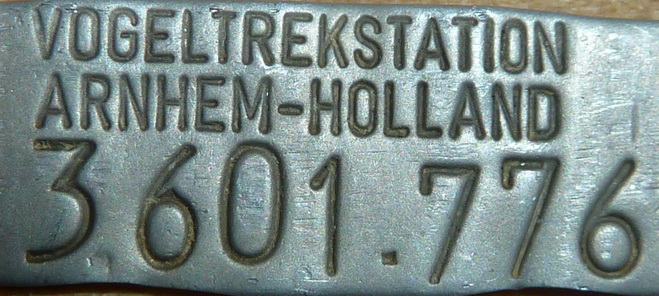 VOGELTREKSTATION
ARNHEM-HOLLAND
3601.776